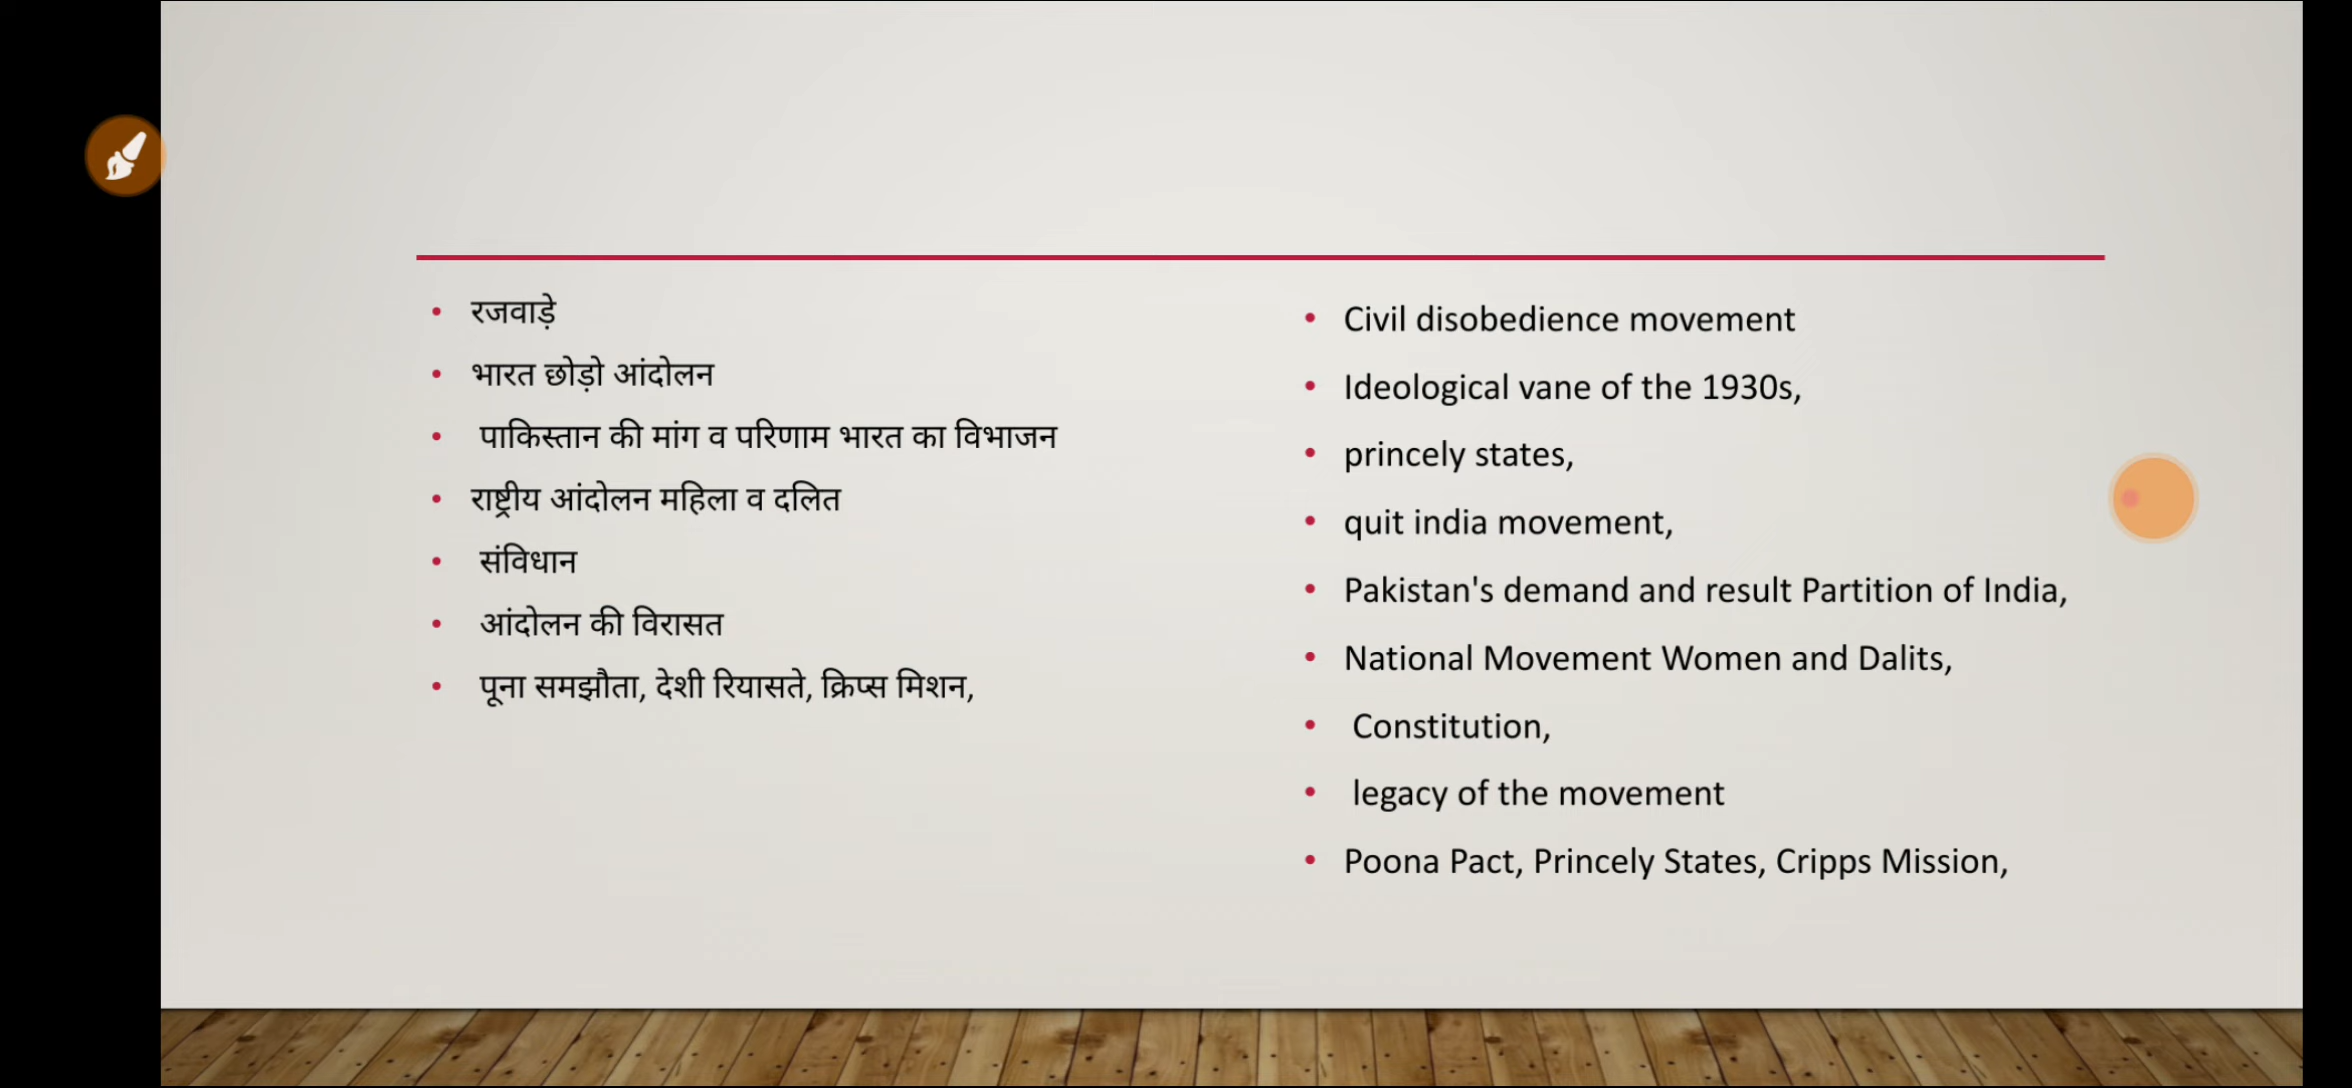 रजवाड़े
भारत छोड़ो आंदोलन
पाकिस्तान की मांग व परिणाम भारत का विभाजन
राष्ट्रीय आंदोलन महिला व दलित
संविधान
आंदोलन की विरासत
पूना समझौता, देशी रियासते, क्रिप्स मिशन,
Civil disobedience movement
Ideological vane of the 1930s,
princely states,
quit india movement,
Pakistan's demand and result Partition of India,
National Movement Women and Dalits,
Constitution,
legacy of the movement
Poona Pact, Princely States, Cripps Mission,